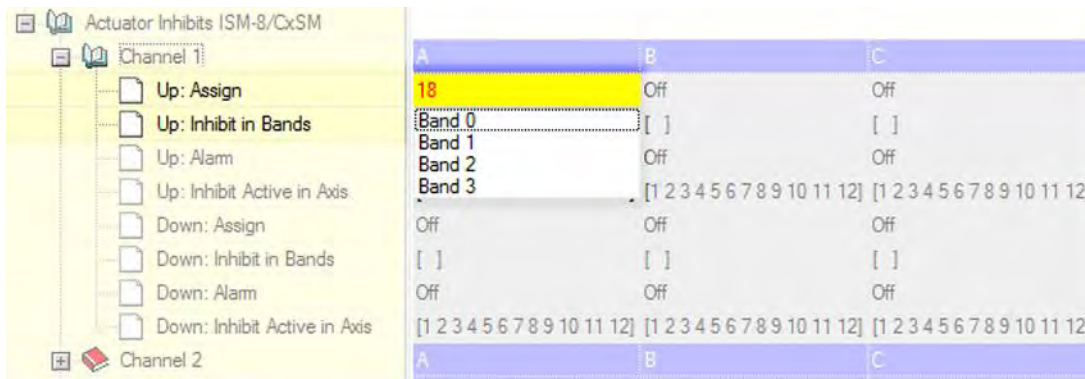 Actuator Inhibits ISM-8/CxSM
Channel 1 A B C
Up: Assign 18 Off Off
Up: Inhibit in Bands Band 0 [ ] [ ]
Band 1
Up: Alarm Band 2 Off Off
Up: Inhibit Active in Axis Band 3 [1 2 3 4 5 6 7 8 9 10 11 12] [1 2 3 4 5 6 7 8 9 10 11 12
Down: Assign Off Off Off
Down: Inhibit in Bands [ ] [ ] [ ]
Down: Alarm Off Off Off
Down: Inhibit Active in Axis [1 2 3 4 5 6 7 8 9 10 11 12] [1 2 3 4 5 6 7 8 9 10 11 12] [1 2 3 4 5 6 7 8 9 10 11 12
Channel 2 A B C